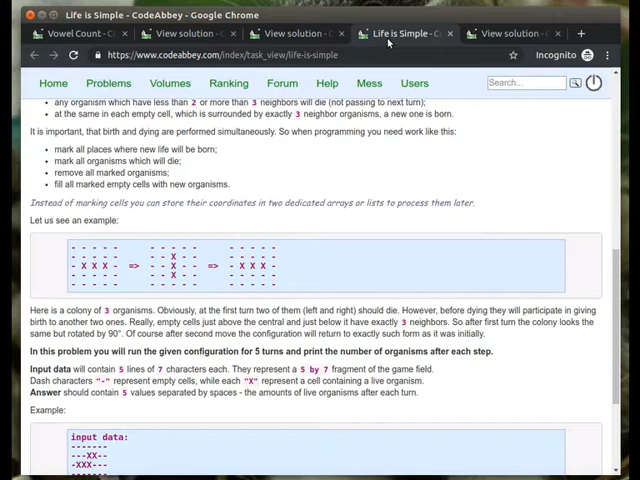 Life is Simple - CodeAbbey - Google Chrome
Vowel Count - C
View solution -
View solution -
Life is Simple - C
View solution -
https://www.codeabbey.com/index/task_view/life-is-simple
Incognito
Home Problems Volumes Ranking Forum Help Mess Users Search...
any organism which have less than 2 or more than 3 neighbors will die (not passing to next turn);
at the same in each empty cell, which is surrounded by exactly 3 neighbor organisms, a new one is born.
It is important, that birth and dying are performed simultaneously. So when programming you need work like this:
mark all places where new life will be born;
mark all organisms which will die;
remove all marked organisms;
fill all marked empty cells with new organisms.
Instead of marking cells you can store their coordinates in two dedicated arrays or lists to process them later.
Let us see an example:
- - - - - - - - - - - - - - -
- - - - - - - X - - - - - - -
- X X X - => - - X - - => - X X X -
- - - - - - - X - - - - - - -
- - - - - - - - - - - - - - -
Here is a colony of 3 organisms. Obviously, at the first turn two of them (left and right) should die. However, before dying they will participate in giving
birth to another two ones. Really, empty cells just above the central and just below it have exactly 3 neighbors. So after first turn the colony looks the
same but rotated by 90°. Of course after second move the configuration will return to exactly such form as it was initially.
In this problem you will run the given configuration for 5 turns and print the number of organisms after each step.
Input data will contain 5 lines of 7 characters each. They represent a 5 by 7 fragment of the game field.
Dash characters "-" represent empty cells, while each "X" represent a cell containing a live organism.
Answer should contain 5 values separated by spaces - the amounts of live organisms after each turn.
Example:
input data:
-------
---XX--
-XXX---